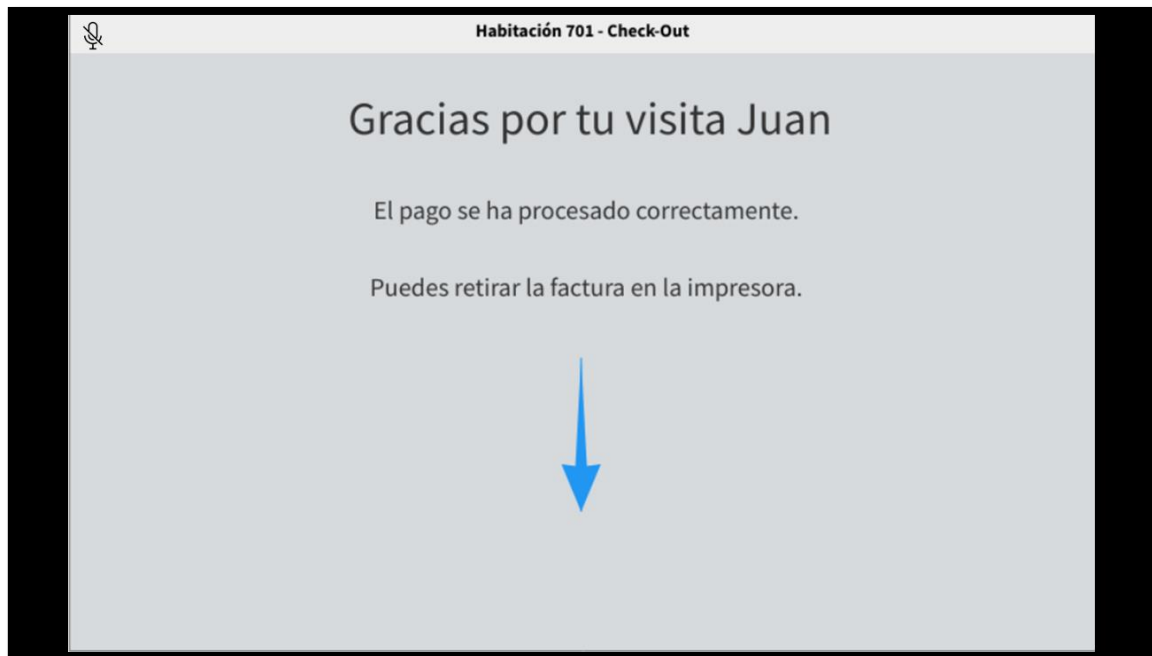 Habitación 701 - Check-Out
Gracias por tu visita Juan
El pago se ha procesado correctamente.
Puedes retirar la factura en la impresora.